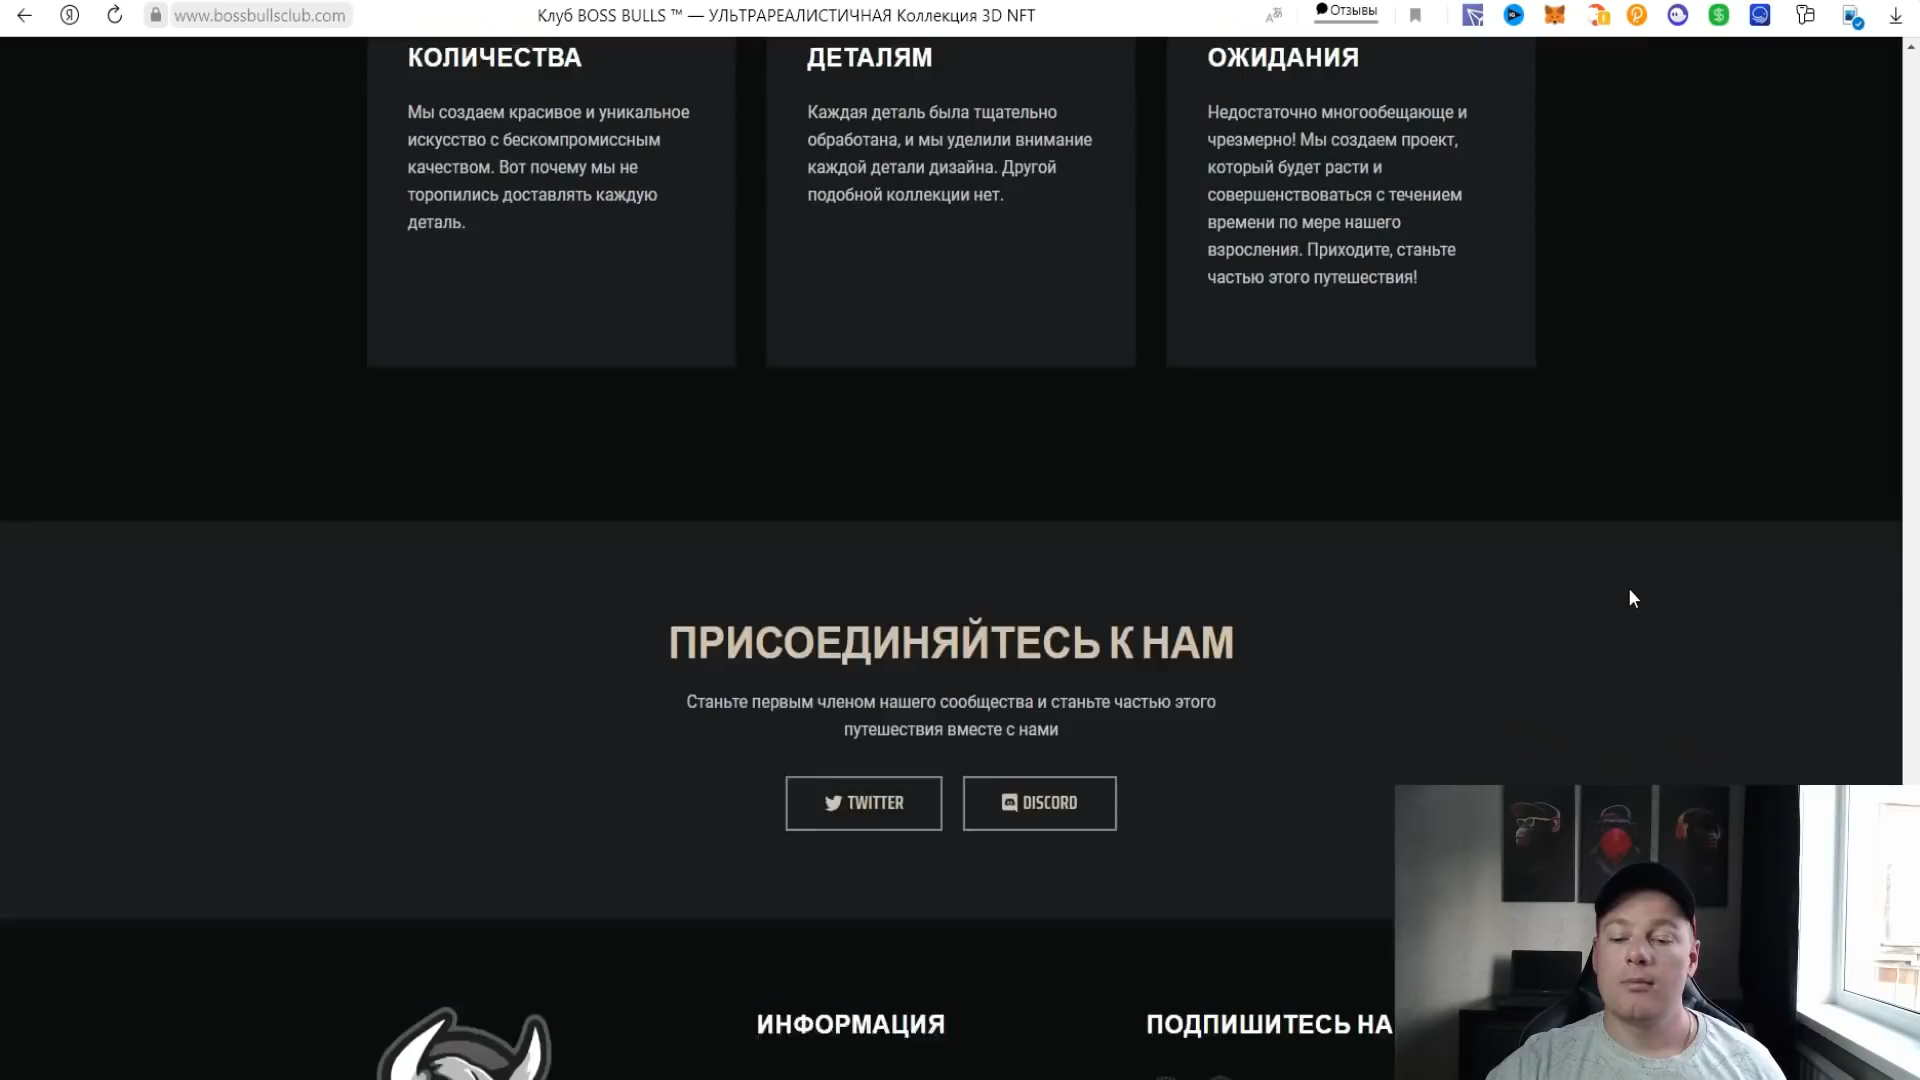 www.bossbullsclub.com
Клуб BOSS BULLS ™ — УЛЬТРАРЕАЛИСТИЧНАЯ Коллекция 3D NFT
Отзывы
КОЛИЧЕСТВА
Мы создаем красивое и уникальное
искусство с бескомпромиссным
качеством. Вот почему мы не
торопились доставлять каждую
деталь.
ДЕТАЛЯМ
Каждая деталь была тщательно
обработана, и мы уделили внимание
каждой детали дизайна. Другой
подобной коллекции нет.
ОЖИДАНИЯ
Недостаточно многообещающе и
чрезмерно! Мы создаем проект,
который будет расти и
совершенствоваться с течением
времени по мере нашего
взросления. Приходите, станьте
частью этого путешествия!
ПРИСОЕДИНЯЙТЕСЬ К НАМ
Станьте первым членом нашего сообщества и станьте частью этого
путешествия вместе с нами
TWITTER
DISCORD
ИНФОРМАЦИЯ
ПОДПИШИТЕСЬ НА